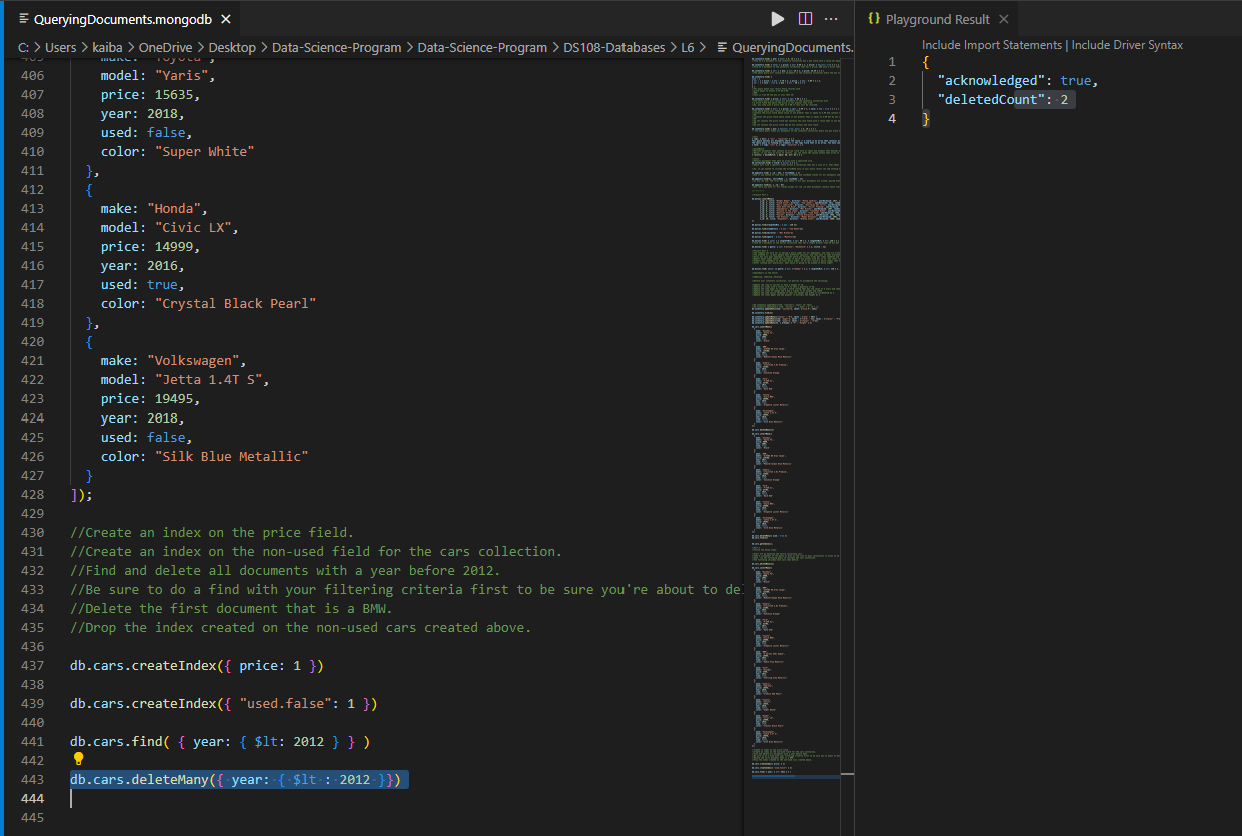 QueryingDocuments.mongodb
C: > Users > kaiba > OneDrive > Desktop > Data-Science-Program > Data-Science-Program > DS108-Databases > L6 > QueryingDocuments.
405 make: "Toyota",
406 model: "Yaris",
407 price: 15635,
408 year: 2018,
409 used: false,
410 color: "Super White"
411 },
412 {
413 make: "Honda",
414 model: "Civic LX",
415 price: 14999,
416 year: 2016,
417 used: true,
418 color: "Crystal Black Pearl"
419 },
420 {
421 make: "Volkswagen",
422 model: "Jetta 1.4T S",
423 price: 19495,
424 year: 2018,
425 used: false,
426 color: "Silk Blue Metallic"
427 }
428 ]);
429
430 //Create an index on the price field.
431 //Create an index on the non-used field for the cars collection.
432 //Find and delete all documents with a year before 2012.
433 //Be sure to do a find with your filtering criteria first to be sure you're about to de
434 //Delete the first document that is a BMW.
435 //Drop the index created on the non-used cars created above.
436
437 db.cars.createIndex({ price: 1 })
438
439 db.cars.createIndex({ "used.false": 1 })
440
441 db.cars.find( { year: { $lt: 2012 } } )
442
443 db.cars.deleteMany({ year: { $lt : 2012 }})
444
445
Playground Result
Include Import Statements | Include Driver Syntax
1 {
2 "acknowledged": true,
3 "deletedCount": 2
4 }